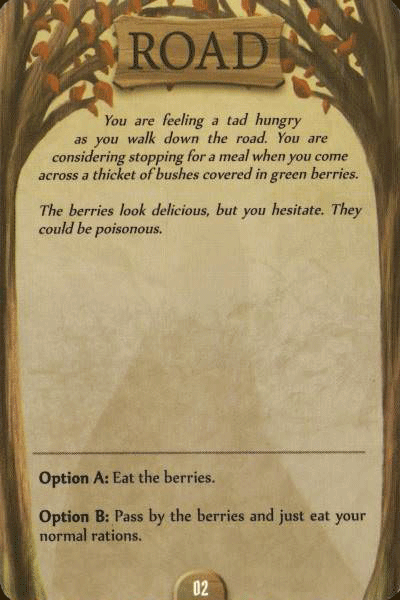 ROAD
You are feeling a tad hungry
as you walk down the road. You are
considering stopping for a meal when you come
across a thicket of bushes covered in green berries.
The berries look delicious, but you hesitate. They
could be poisonous.
Option A: Eat the berries.
Option B: Pass by the berries and just eat your
normal rations.
02